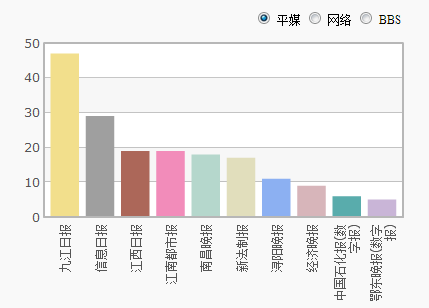 平媒 网络 BBS
50
40
30
20
10
0
九江日报
信息日报
江西日报
江南都市报
南昌晚报
新法制报
浔阳晚报
经济晚报
中国石化报(数
字报)
鄂东晚报(数字
报)